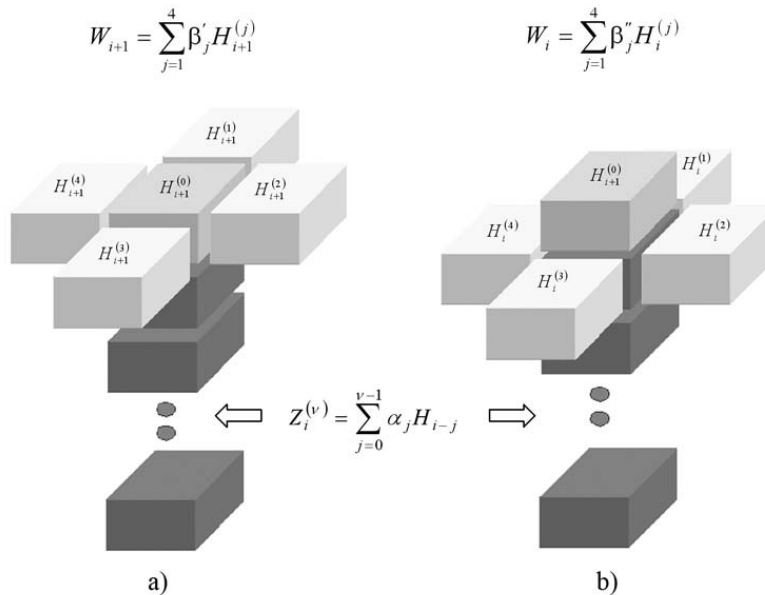 W_{i+1} = \sum_{j=1}^{4} β'_j H_{i+1}^{(j)}
W_i = \sum_{j=1}^{4} β''_j H_i^{(j)}
H_{i+1}^{(1)}
H_{i+1}^{(4)} H_{i+1}^{(0)} H_{i+1}^{(2)}
H_{i+1}^{(3)}
H_{i+1}^{(0)} H_i^{(1)}
H_i^{(4)} H_i^{(2)}
H_i^{(3)}
Z_i^{(ν)} = \sum_{j=0}^{ν-1} α_j H_{i-j}
a)
b)